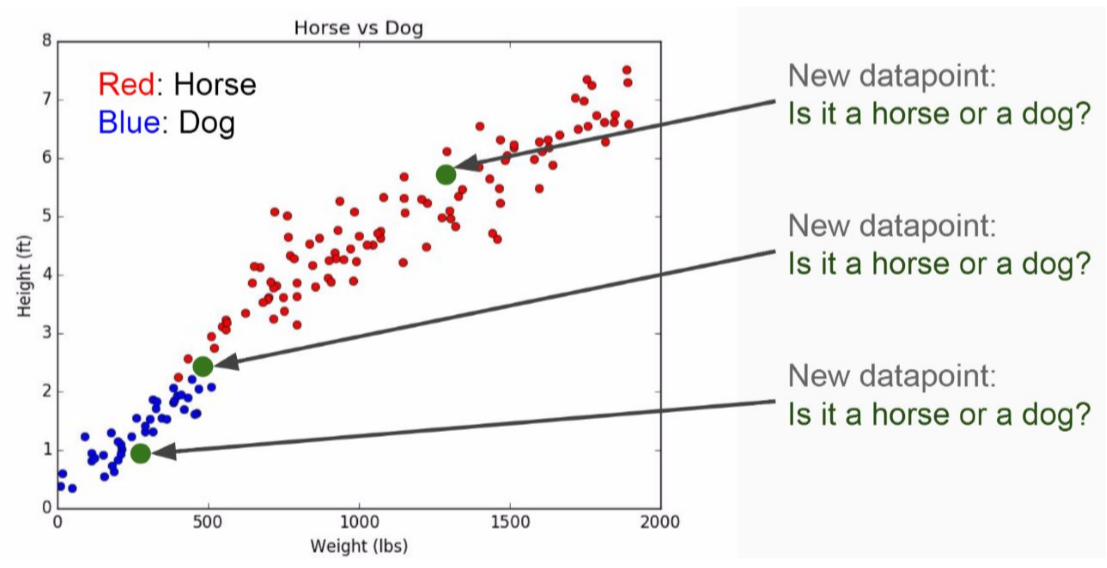 Horse vs Dog
Red: Horse
Blue: Dog
8
7
6
5
4
3
2
1
0
Height (ft)
0
500
1000
1500
2000
Weight (lbs)
New datapoint:
Is it a horse or a dog?
New datapoint:
Is it a horse or a dog?
New datapoint:
Is it a horse or a dog?